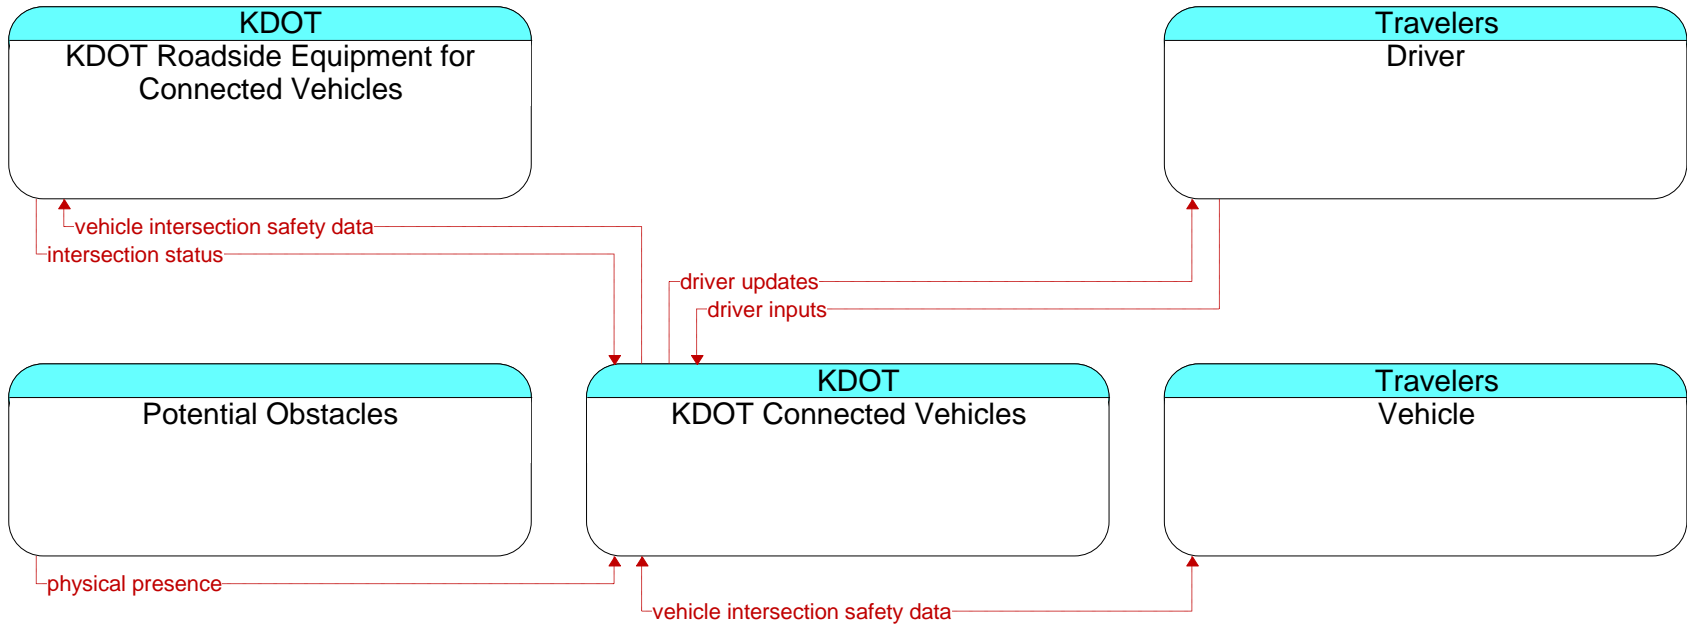 KDOT
KDOT Roadside Equipment for
Connected Vehicles
Travelers
Driver
vehicle intersection safety data
intersection status
driver updates
driver inputs
Potential Obstacles
KDOT
KDOT Connected Vehicles
Travelers
Vehicle
physical presence
vehicle intersection safety data